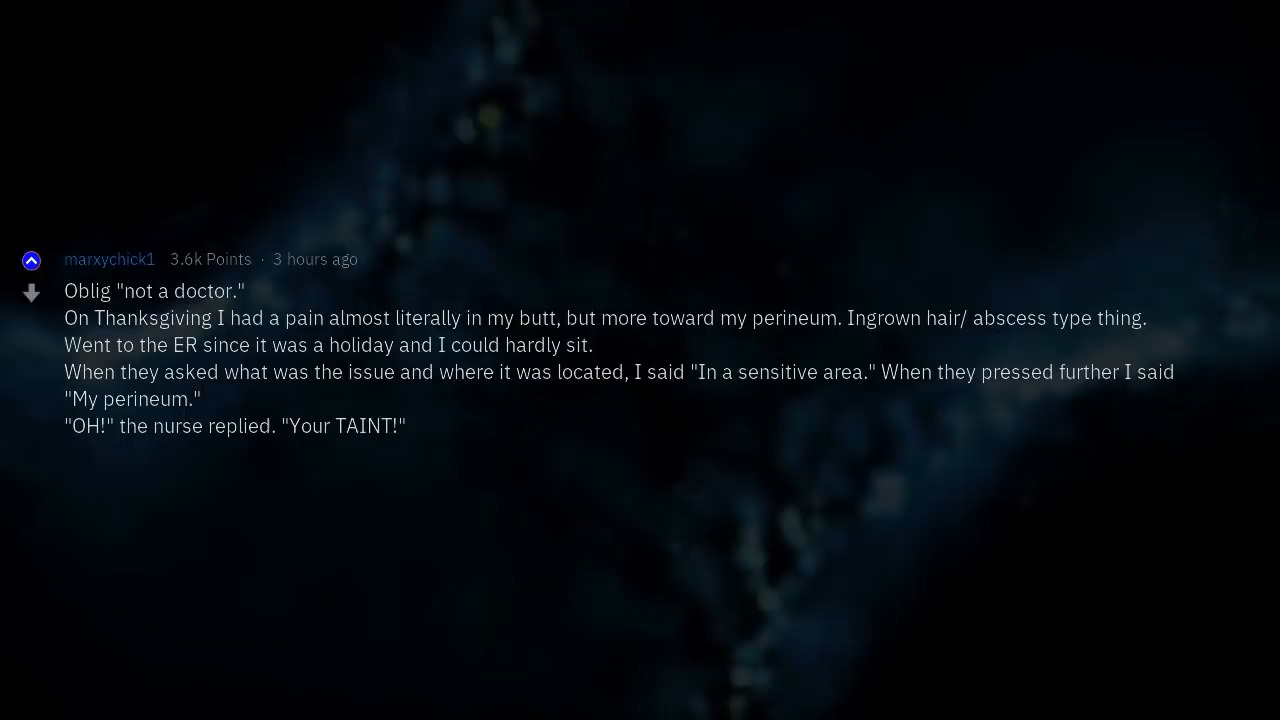 marxychick1 3.6k Points · 3 hours ago
Oblig "not a doctor."
On Thanksgiving I had a pain almost literally in my butt, but more toward my perineum. Ingrown hair/ abscess type thing.
Went to the ER since it was a holiday and I could hardly sit.
When they asked what was the issue and where it was located, I said "In a sensitive area." When they pressed further I said
"My perineum."
"OH!" the nurse replied. "Your TAINT!"